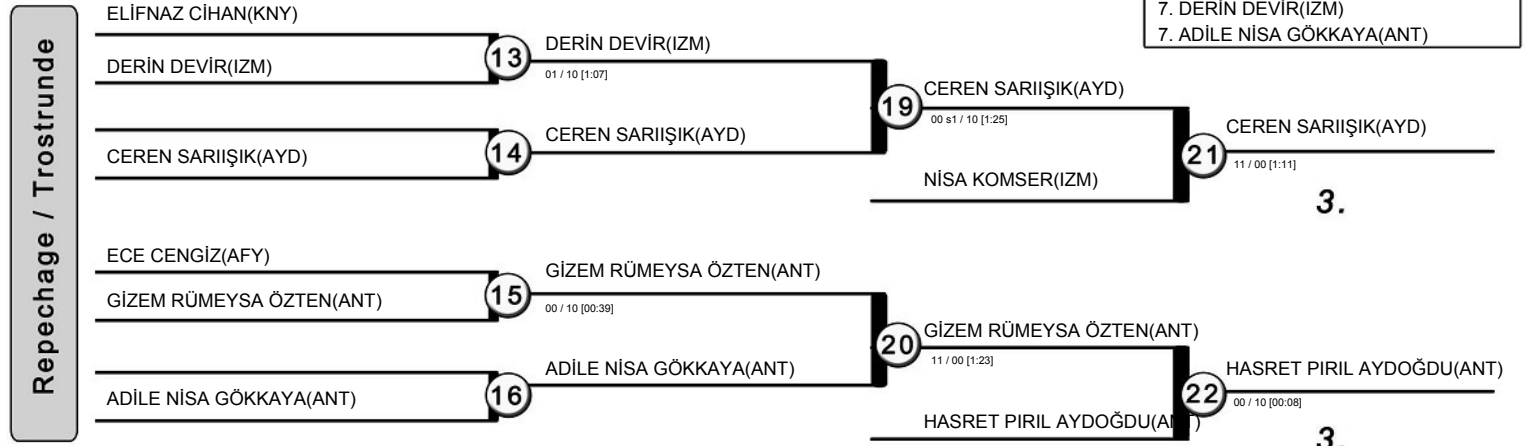 Repechage / Trostrunde
7. DERİN DEVİR(IZM)
7. ADİLE NİSA GÖKKAYA(ANT)
ELİFNAZ CİHAN(KNY)
DERİN DEVİR(IZM)
13
DERİN DEVİR(IZM)
01 / 10 [1:07]
CEREN SARIIŞIK(AYD)
14
CEREN SARIIŞIK(AYD)
19
CEREN SARIIŞIK(AYD)
00 s1 / 10 [1:25]
NİSA KOMSER(IZM)
21
CEREN SARIIŞIK(AYD)
11 / 00 [1:11]
3.
ECE CENGİZ(AFY)
GİZEM RÜMEYSA ÖZTEN(ANT)
15
GİZEM RÜMEYSA ÖZTEN(ANT)
00 / 10 [00:39]
ADİLE NİSA GÖKKAYA(ANT)
16
ADİLE NİSA GÖKKAYA(ANT)
20
GİZEM RÜMEYSA ÖZTEN(ANT)
11 / 00 [1:23]
HASRET PIRIL AYDOĞDU(ANT)
22
HASRET PIRIL AYDOĞDU(ANT)
00 / 10 [00:08]
3.